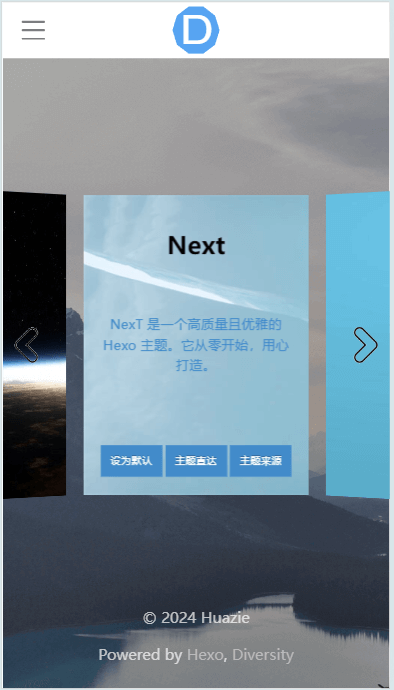 D
Next
NexT 是一个高质量且优雅的
Hexo 主题。它从零开始，用心
打造。
设为默认 主题直达 主题来源
© 2024 Huazie
Powered by Hexo, Diversity